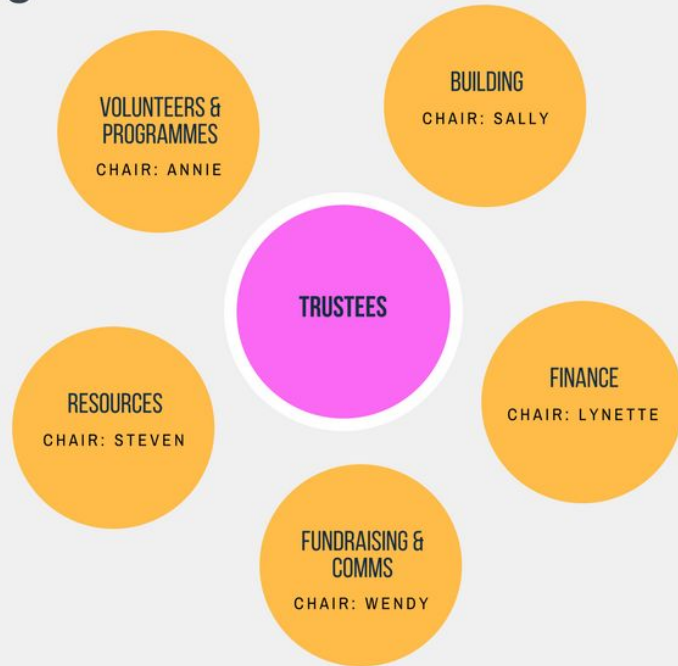 VOLUNTEERS &
PROGRAMMES
CHAIR: ANNIE
BUILDING
CHAIR: SALLY
TRUSTEES
RESOURCES
CHAIR: STEVEN
FINANCE
CHAIR: LYNETTE
FUNDRAISING &
COMMS
CHAIR: WENDY